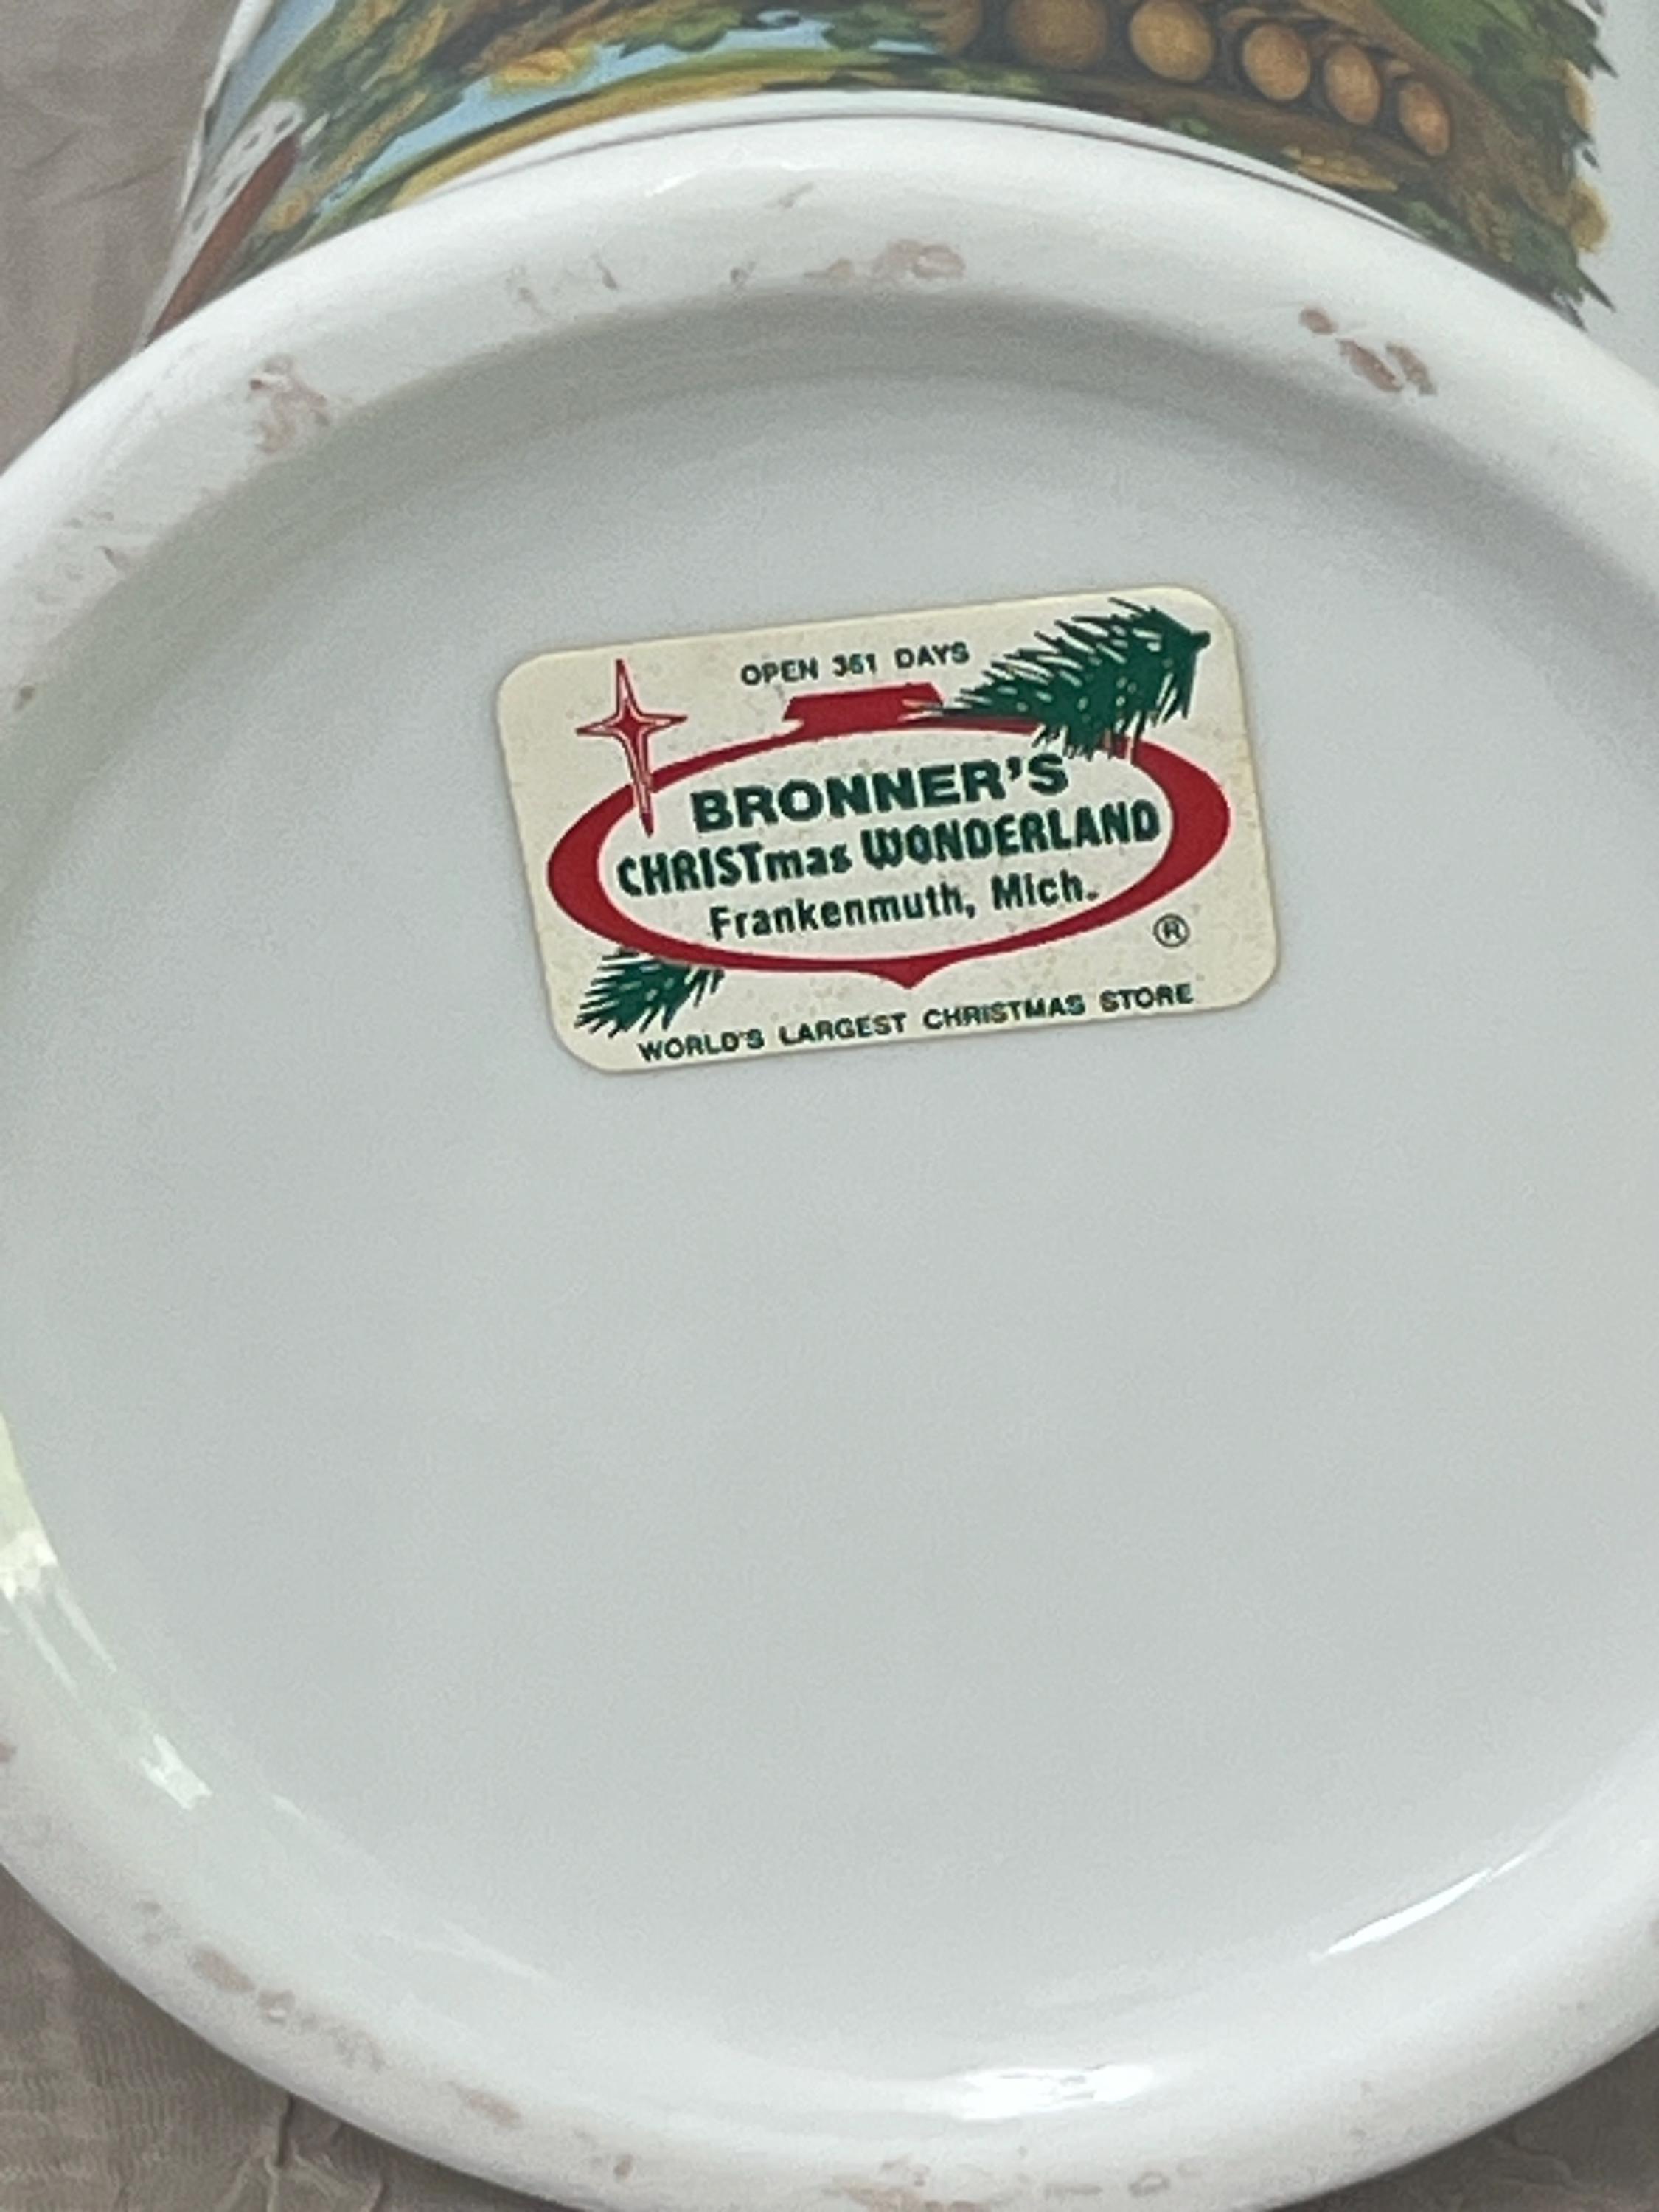 OPEN 361 DAYS
BRONNER'S
CHRISTmas WONDERLAND
Frankenmuth, Mich.
®
WORLD'S LARGEST CHRISTMAS STORE